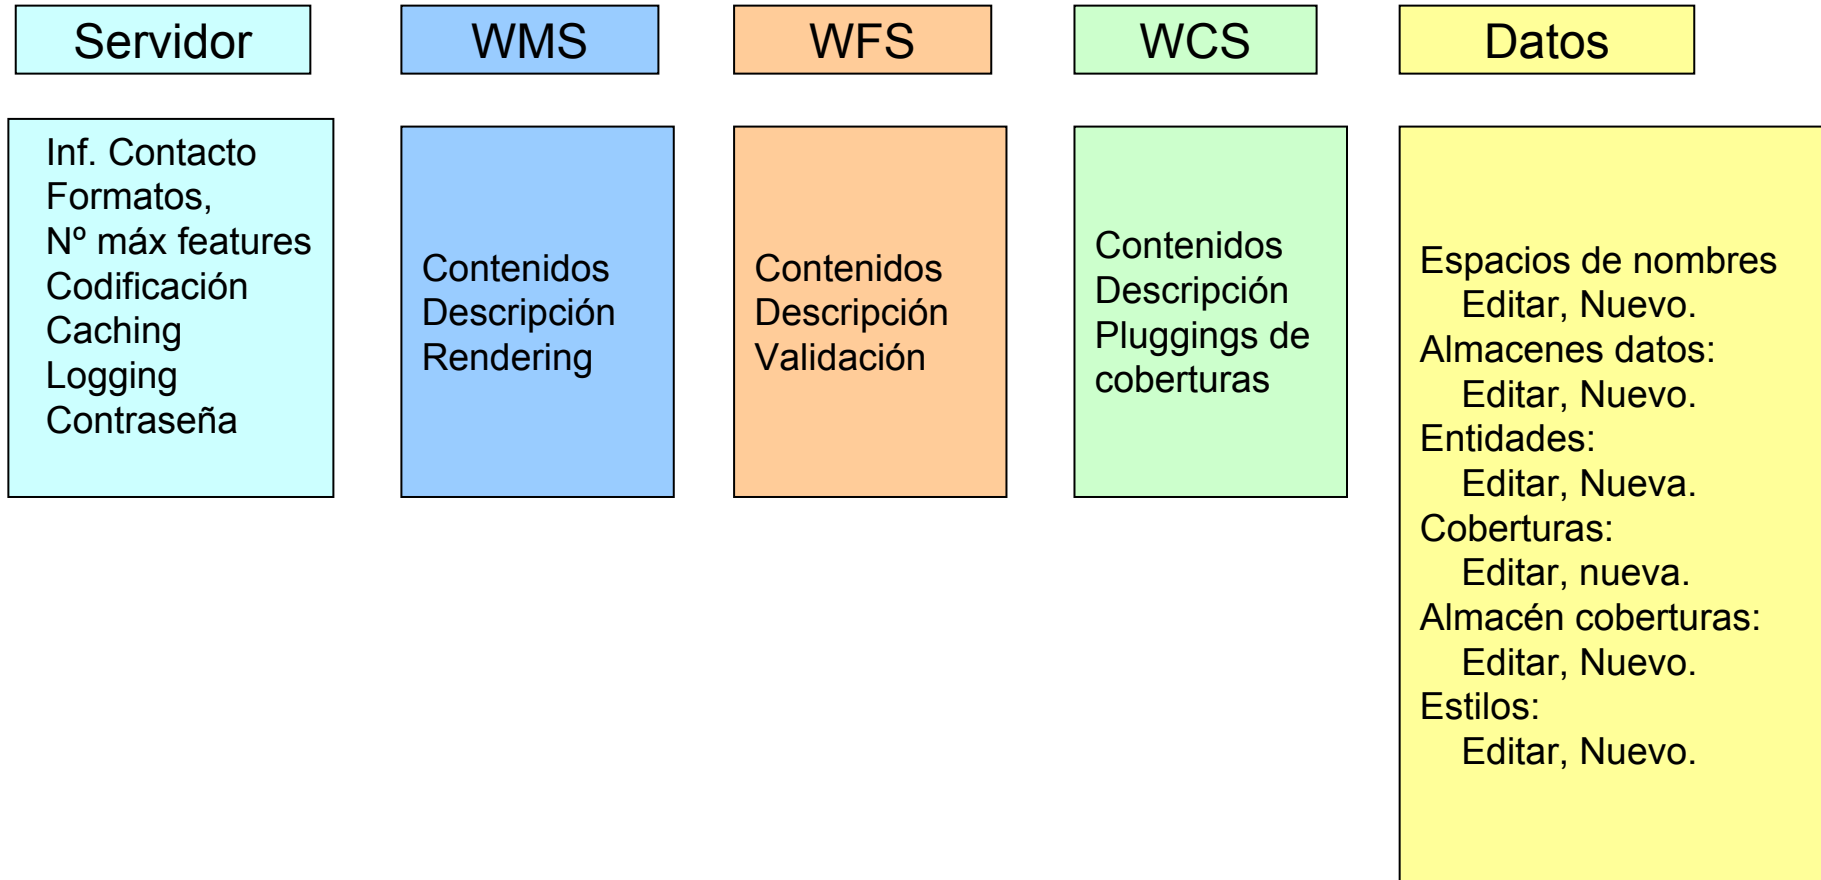 Servidor
WMS
WFS
WCS
Datos
Inf. Contacto
Formatos,
Nº máx features
Codificación
Caching
Logging
Contraseña
Contenidos
Descripción
Rendering
Contenidos
Descripción
Validación
Contenidos
Descripción
Pluggings de
coberturas
Espacios de nombres
Editar, Nuevo.
Almacenes datos:
Editar, Nuevo.
Entidades:
Editar, Nueva.
Coberturas:
Editar, nueva.
Almacén coberturas:
Editar, Nuevo.
Estilos:
Editar, Nuevo.